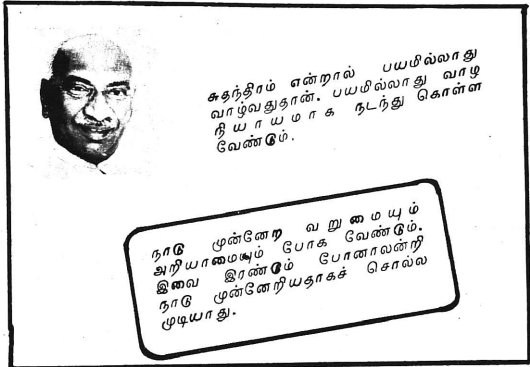 சுதந்திரம் என்றால் பயமில்லாது
வாழ்வதுதான். பயமில்லாது வாழ
நியாயமாக நடந்து கொள்ள
வேண்டும்.
நாடு முன்னேற வறுமையும்
அறியாமையும் போக வேண்டும்.
இவை இரண்டும் போனாலன்றி
நாடு முன்னேறியதாகச் சொல்ல
முடியாது.